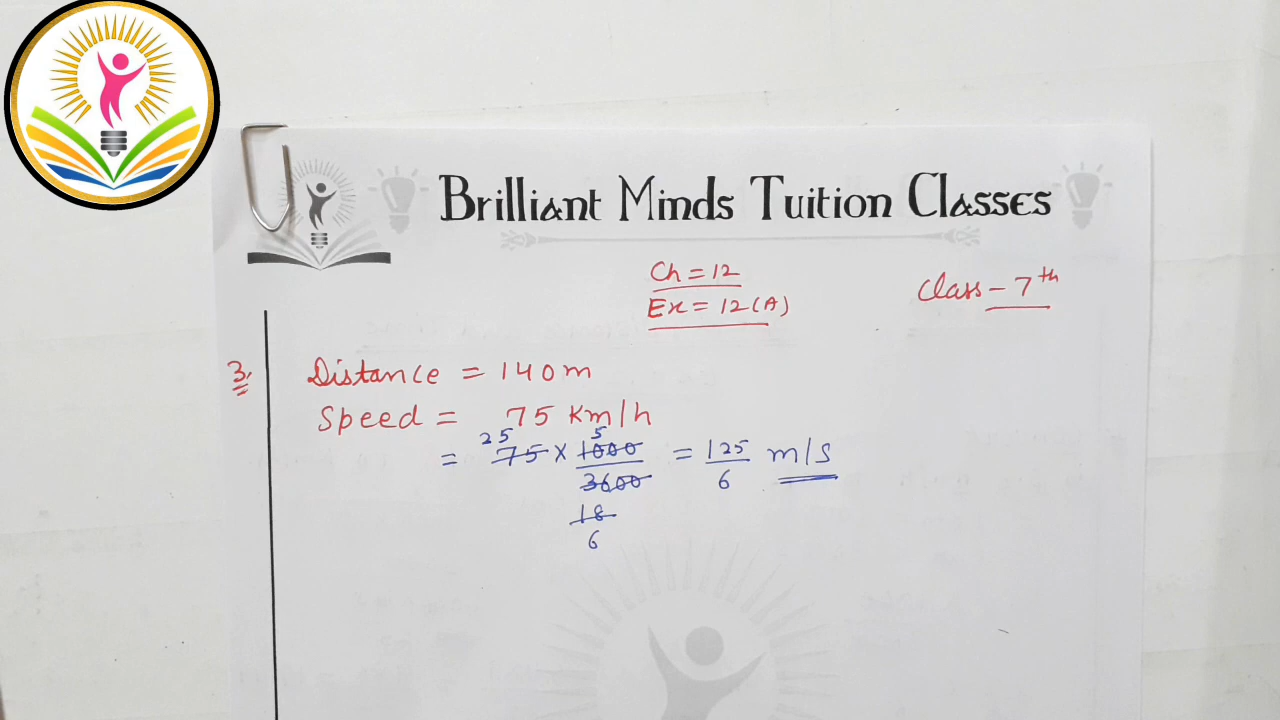 Brilliant Minds Tuition Classes
Ch = 12
Ex = 12(A)
Class - 7th
3. Distance = 140m
Speed = 75 Km/h
= 25 75 × 5 1000/3600 18 6 = 125/6 m/s